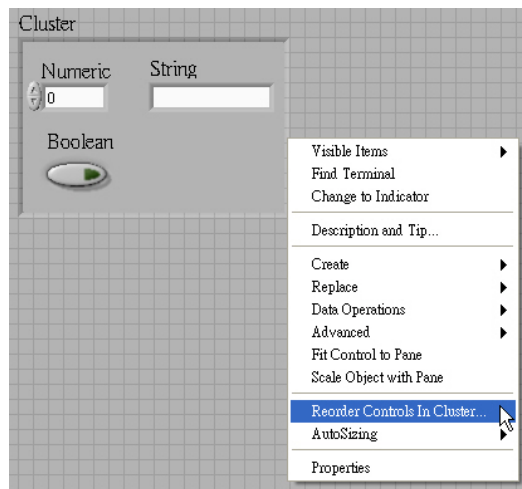 Cluster
Numeric String
0
Boolean
Visible Items
Find Terminal
Change to Indicator
Description and Tip...
Create
Replace
Data Operations
Advanced
Fit Control to Pane
Scale Object with Pane
Reorder Controls In Cluster...
AutoSizing
Properties